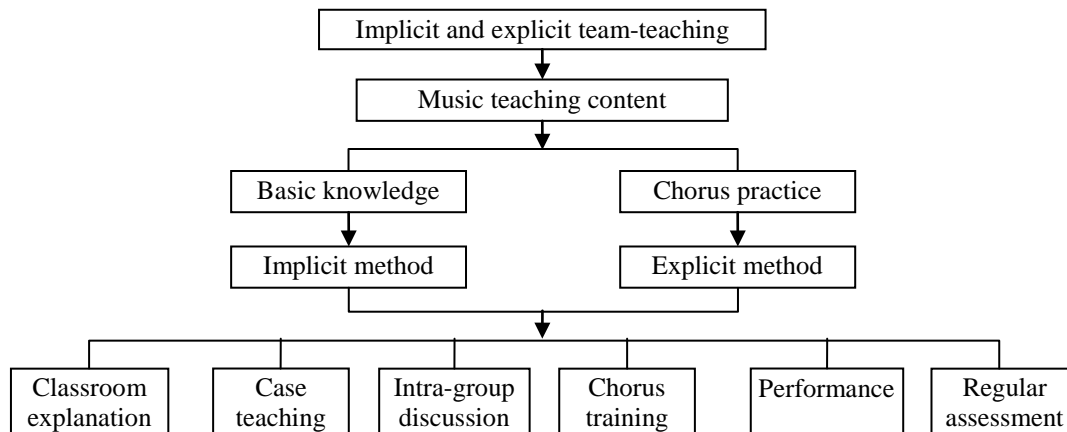 Implicit and explicit team-teaching
Music teaching content
Basic knowledge
Chorus practice
Implicit method
Explicit method
Classroom
explanation
Case
teaching
Intra-group
discussion
Chorus
training
Performance
Regular
assessment